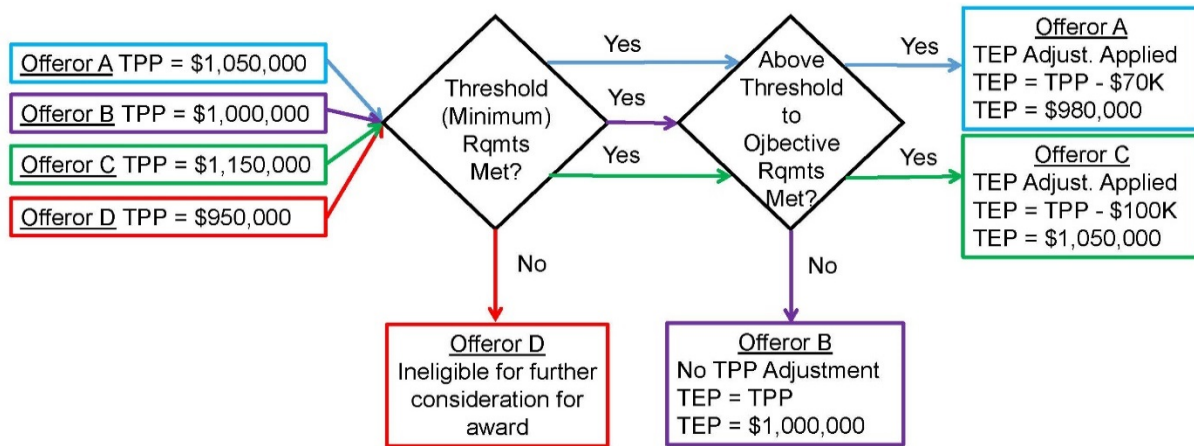 Offeror A TPP = $1,050,000
Offeror B TPP = $1,000,000
Offeror C TPP = $1,150,000
Offeror D TPP = $950,000
Threshold
(Minimum)
Rqmts
Met?
Yes
Yes
Yes
No
Above
Threshold
to
Ojbective
Rqmts
Met?
Yes
Yes
No
Offeror A
TEP Adjust. Applied
TEP = TPP - $70K
TEP = $980,000
Offeror C
TEP Adjust. Applied
TEP = TPP - $100K
TEP = $1,050,000
Offeror D
Ineligible for further
consideration for
award
Offeror B
No TPP Adjustment
TEP = TPP
TEP = $1,000,000